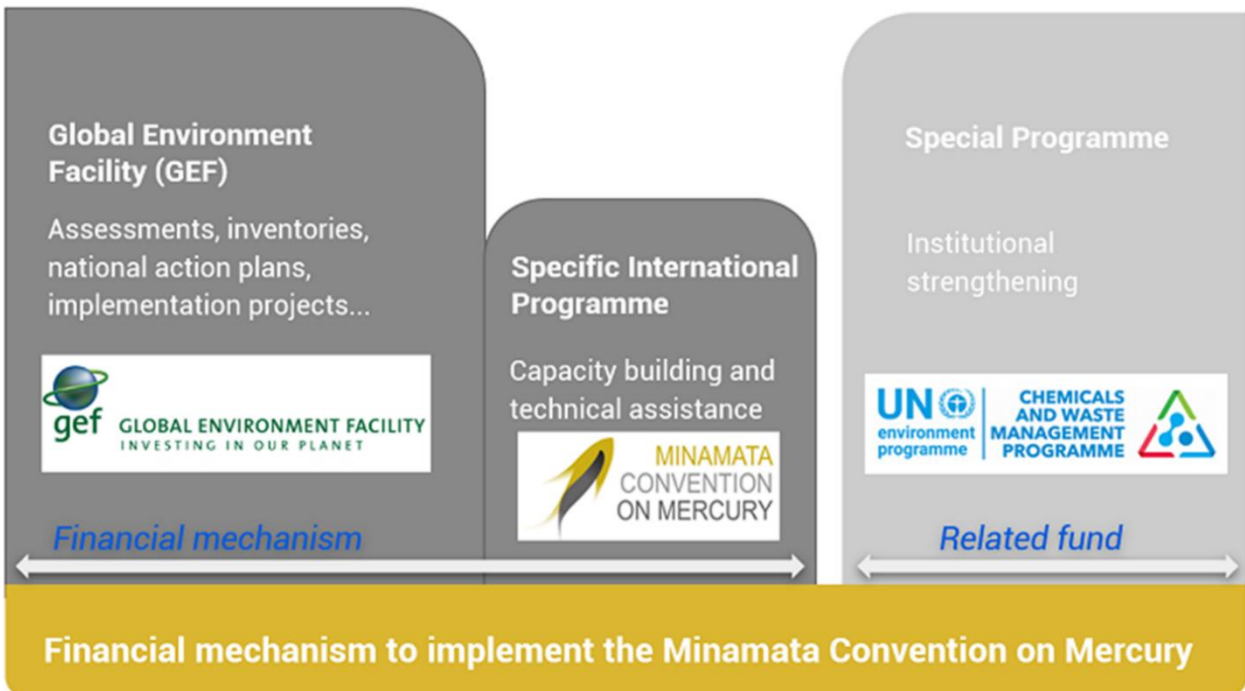 Global Environment
Facility (GEF)
Assessments, inventories,
national action plans,
implementation projects...
gef GLOBAL ENVIRONMENT FACILITY
INVESTING IN OUR PLANET
Specific International
Programme
Capacity building and
technical assistance
MINAMATA
CONVENTION
ON MERCURY
Financial mechanism
Special Programme
Institutional
strengthening
UN
environment
programme
CHEMICALS
AND WASTE
MANAGEMENT
PROGRAMME
Related fund
Financial mechanism to implement the Minamata Convention on Mercury